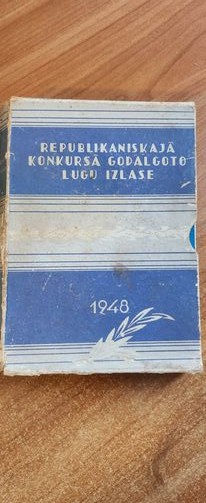 REPUBLIKANISKAJĀ
KONKURSĀ GODALGOTO
LUGU IZLASE
1948